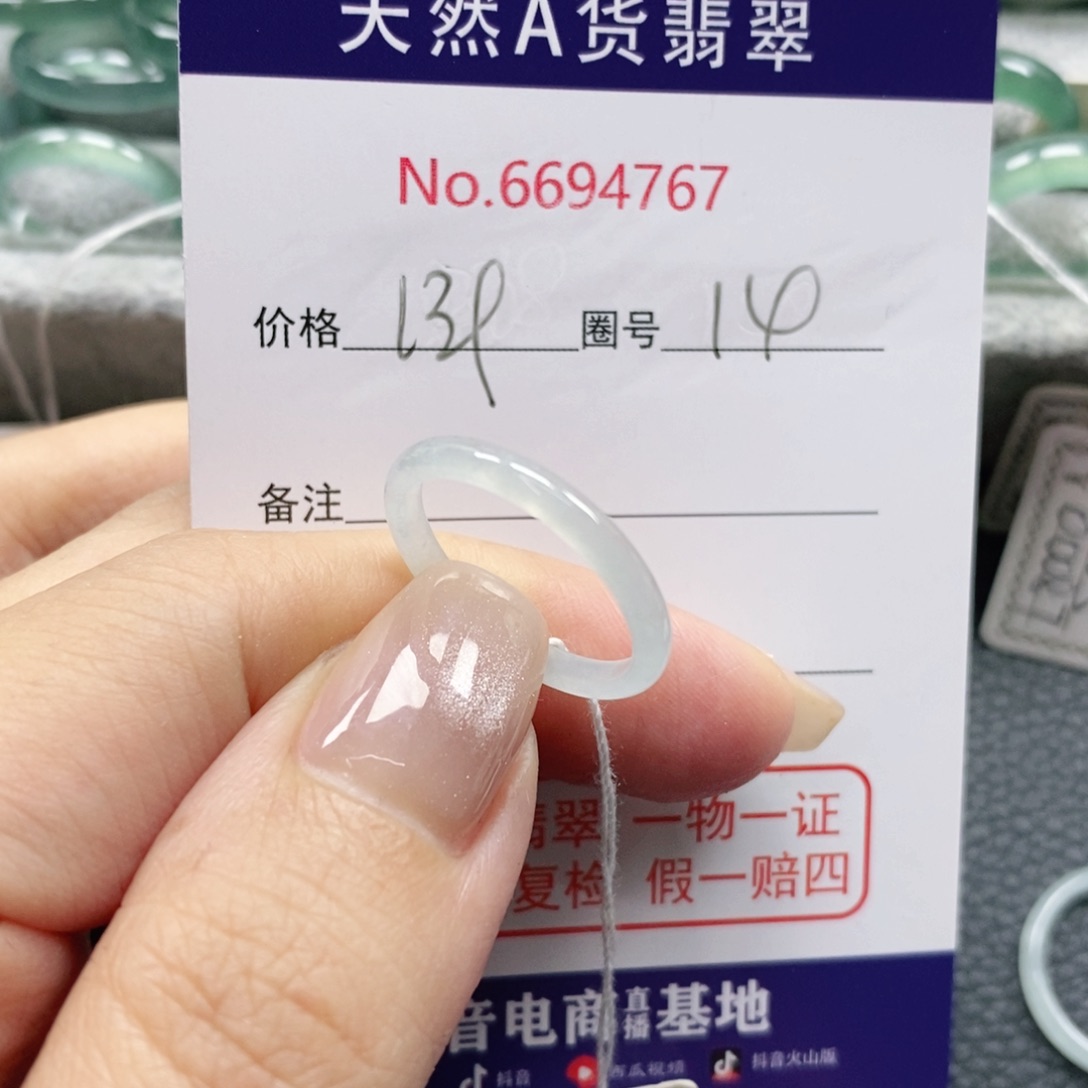 天然A货翡翠
No.6694767
价格 圈号 14
备注
翡翠 一物一证
复检 假一赔四
音电商直播基地
抖音 西瓜视频 抖音火山版